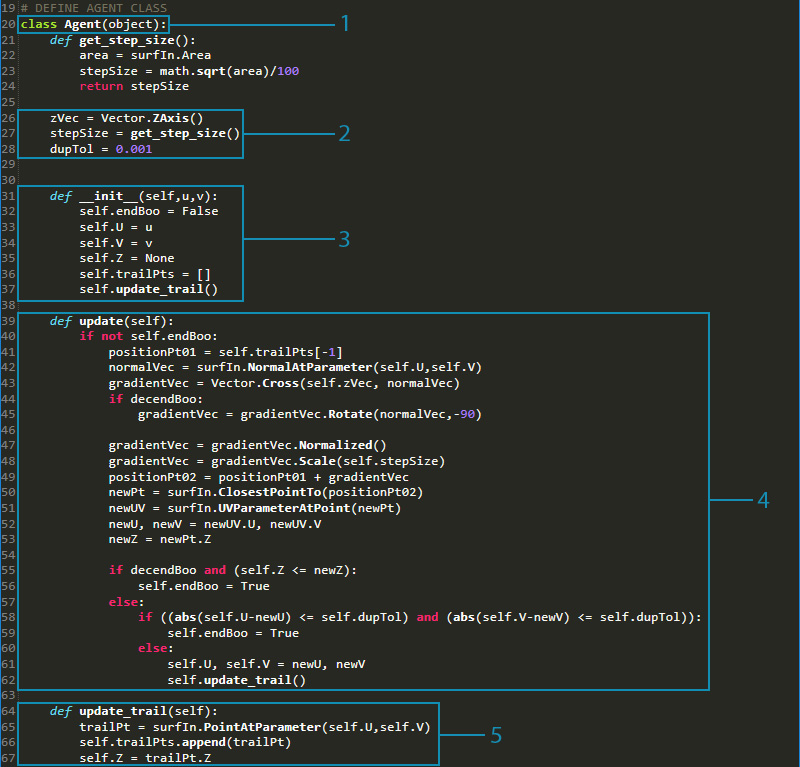 19 # DEFINE AGENT CLASS
20 class Agent(object): 1
21     def get_step_size():
22         area = surfIn.Area
23         stepSize = math.sqrt(area)/100
24         return stepSize
25
26     zVec = Vector.ZAxis()
27     stepSize = get_step_size() 2
28     dupTol = 0.001
29
30
31     def __init__(self,u,v):
32         self.endBoo = False
33         self.U = u
34         self.V = v 3
35         self.Z = None
36         self.trailPts = []
37         self.update_trail()
38
39     def update(self):
40         if not self.endBoo:
41             positionPt01 = self.trailPts[-1]
42             normalVec = surfIn.NormalAtParameter(self.U,self.V)
43             gradientVec = Vector.Cross(self.zVec, normalVec)
44             if decendBoo:
45                 gradientVec = gradientVec.Rotate(normalVec,-90)
46
47             gradientVec = gradientVec.Normalized()
48             gradientVec = gradientVec.Scale(self.stepSize)
49             positionPt02 = positionPt01 + gradientVec
50             newPt = surfIn.ClosestPointTo(positionPt02) 4
51             newUV = surfIn.UVParameterAtPoint(newPt)
52             newU, newV = newUV.U, newUV.V
53             newZ = newPt.Z
54
55             if decendBoo and (self.Z <= newZ):
56                 self.endBoo = True
57             else:
58                 if ((abs(self.U-newU) <= self.dupTol) and (abs(self.V-newV) <= self.dupTol)):
59                     self.endBoo = True
60                 else:
61                     self.U, self.V = newU, newV
62                     self.update_trail()
63
64     def update_trail(self):
65         trailPt = surfIn.PointAtParameter(self.U,self.V) 5
66         self.trailPts.append(trailPt)
67         self.Z = trailPt.Z